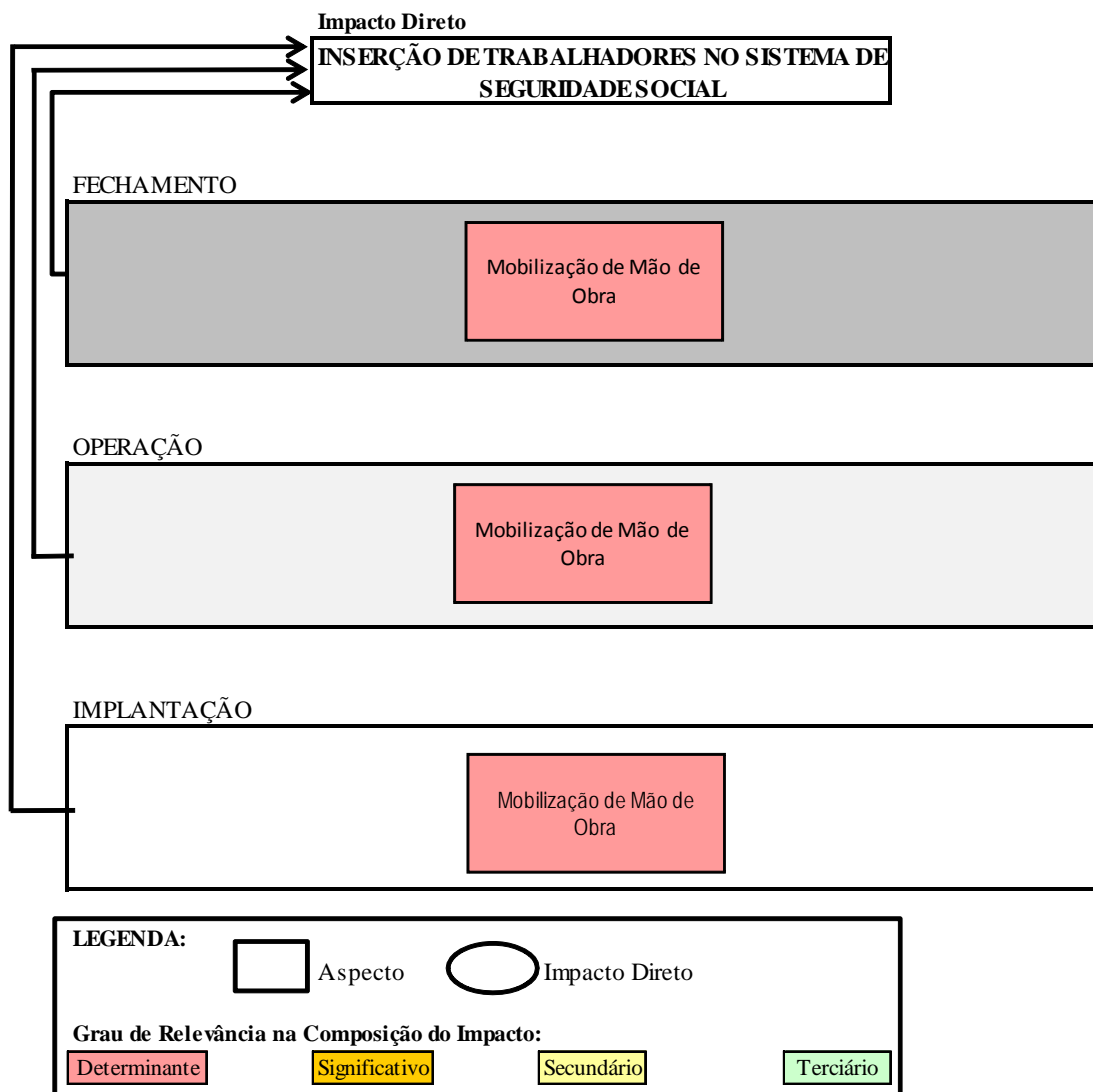 Impacto Direto
INSERÇÃO DE TRABALHADORES NO SISTEMA DE
SEGURIDADE SOCIAL
FECHAMENTO
Mobilização de Mão de
Obra
OPERAÇÃO
Mobilização de Mão de
Obra
IMPLANTAÇÃO
Mobilização de Mão de
Obra
LEGENDA:
Aspecto
Impacto Direto
Grau de Relevância na Composição do Impacto:
Determinante
Significativo
Secundário
Terciário